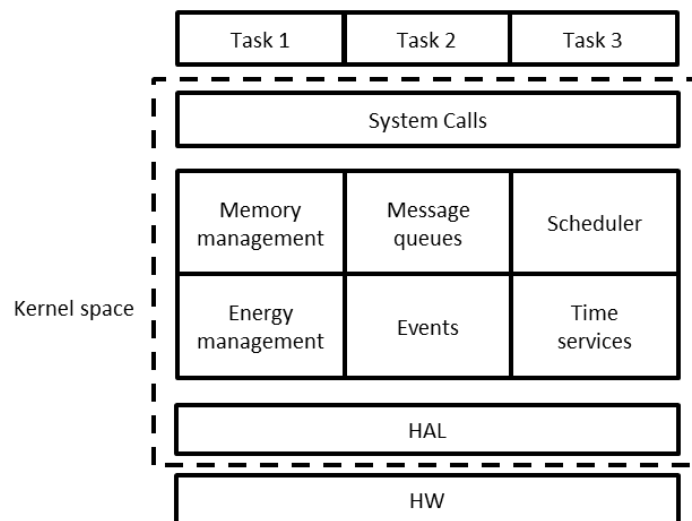 Task 1
Task 2
Task 3
System Calls
Memory
management
Message
queues
Scheduler
Kernel space
Energy
management
Events
Time
services
HAL
HW